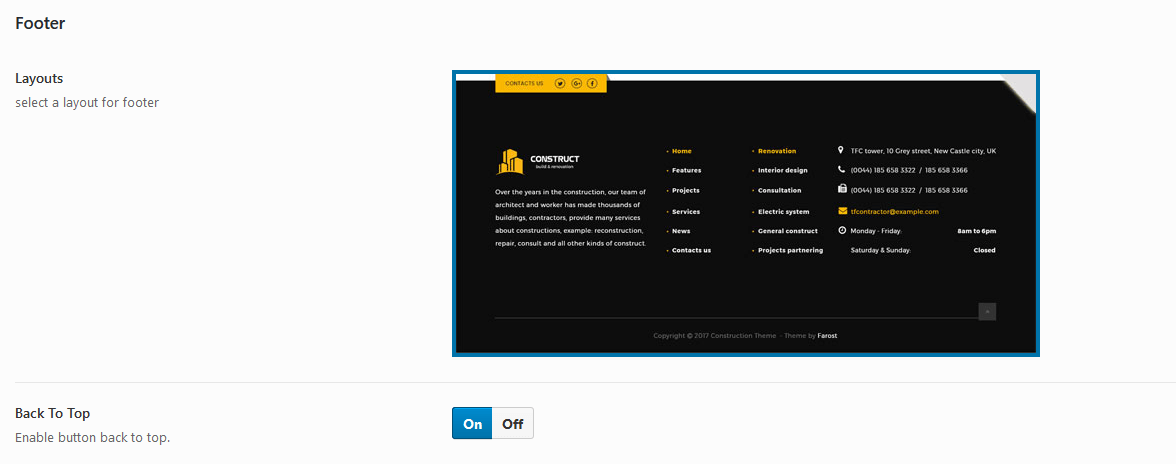 Footer
Layouts
select a layout for footer
CONTACTS US
CONSTRUCT
build & renovation
Over the years in the construction, our team of
architect and worker has made thousands of
buildings, contractors, provide many services
about constructions, example: reconstruction,
repair, consult and all other kinds of construct.
Home
Features
Projects
Services
News
Contacts us
Renovation
Interior design
Consultation
Electric system
General construct
Projects partnering
TFC tower, 10 Grey street, New Castle city, UK
(0044) 185 658 3322 / 185 658 3366
(0044) 185 658 3322 / 185 658 3366
tfcontractor@example.com
Monday - Friday: 8am to 6pm
Saturday & Sunday: Closed
Copyright © 2017 Construction Theme - Theme by Farost
Back To Top
Enable button back to top.
On Off